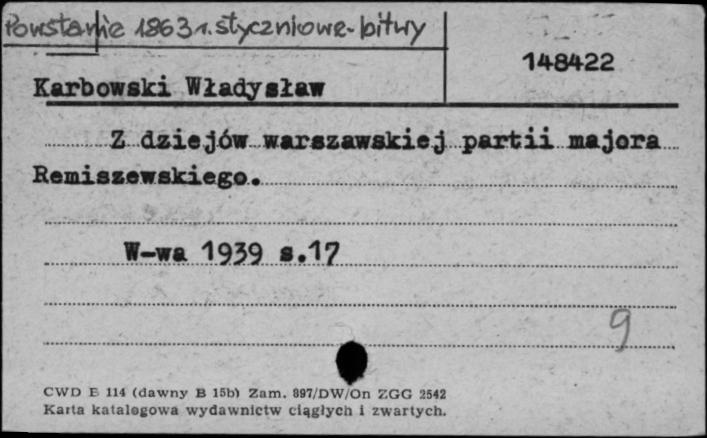 Powstanie 1863 r. styczniowe - bitwy
148422
Karbowski Władysław
Z dziejów warszawskiej partii majora
Remiszewskiego.
W-wa 1939 s.17
9
CWD E 114 (dawny B 15b) Zam. 897/DW/On ZGG 2542
Karta katalogowa wydawnictw ciągłych i zwartych.